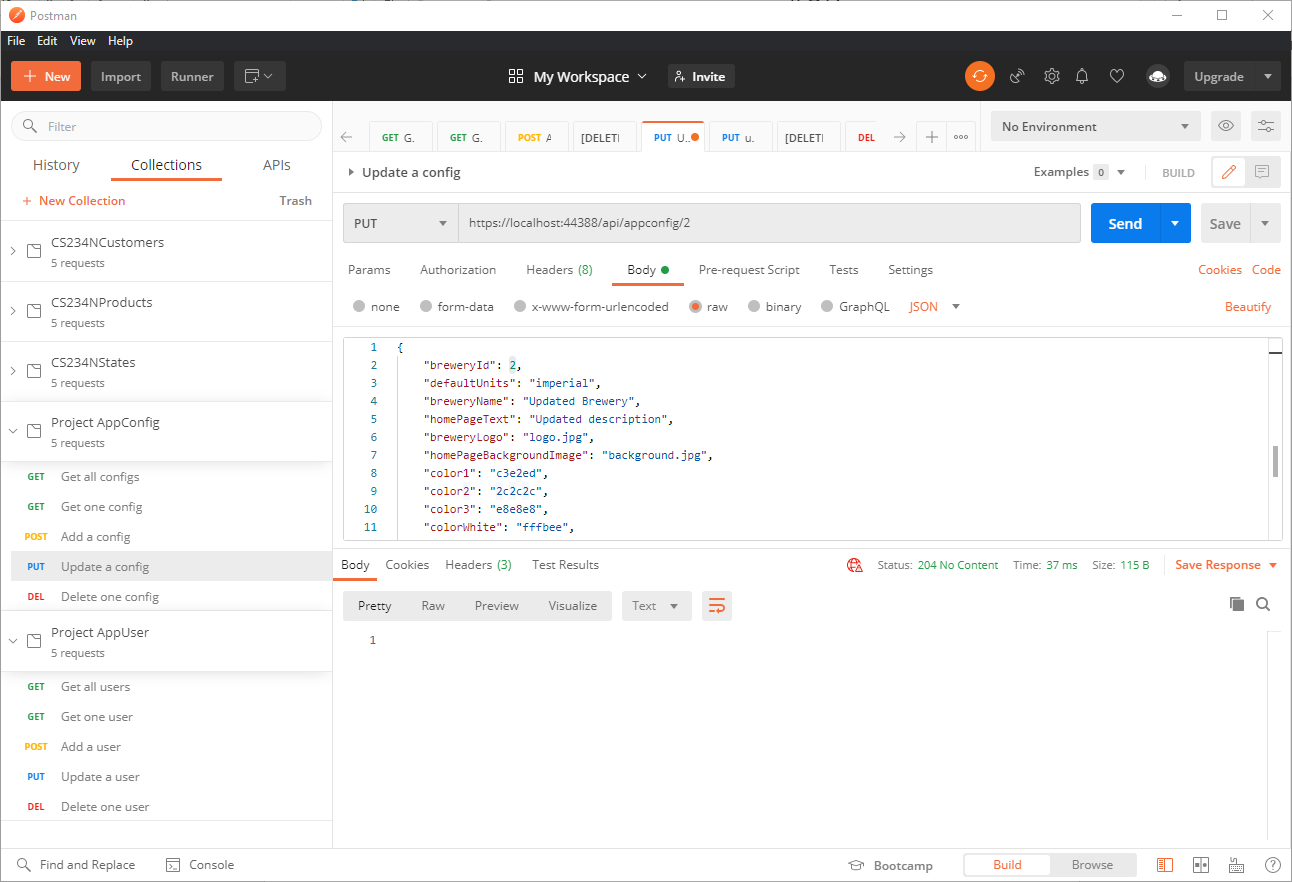 Postman
File Edit View Help
New Import Runner My Workspace Invite Upgrade
Filter
History Collections APIs
New Collection Trash
CS234NCustomers
5 requests
CS234NProducts
5 requests
CS234NStates
5 requests
Project AppConfig
5 requests
GET Get all configs
GET Get one config
POST Add a config
PUT Update a config
DEL Delete one config
Project AppUser
5 requests
GET Get all users
GET Get one user
POST Add a user
PUT Update a user
DEL Delete one user
GET G. GET G. POST A [DELETI PUT U.. PUT u. [DELETI DEL No Environment
Update a config Examples 0 BUILD
PUT https://localhost:44388/api/appconfig/2 Send Save
Params Authorization Headers (8) Body Pre-request Script Tests Settings Cookies Code
none form-data x-www-form-urlencoded raw binary GraphQL JSON Beautify
1 {
2 "breweryId": 2,
3 "defaultUnits": "imperial",
4 "breweryName": "Updated Brewery",
5 "homePageText": "Updated description",
6 "breweryLogo": "logo.jpg",
7 "homePageBackgroundImage": "background.jpg",
8 "color1": "c3e2ed",
9 "color2": "2c2c2c",
10 "color3": "e8e8e8",
11 "colorWhite": "fffbee",
Body Cookies Headers (3) Test Results Status: 204 No Content Time: 37 ms Size: 115 B Save Response
Pretty Raw Preview Visualize Text
1
Find and Replace Console Bootcamp Build Browse